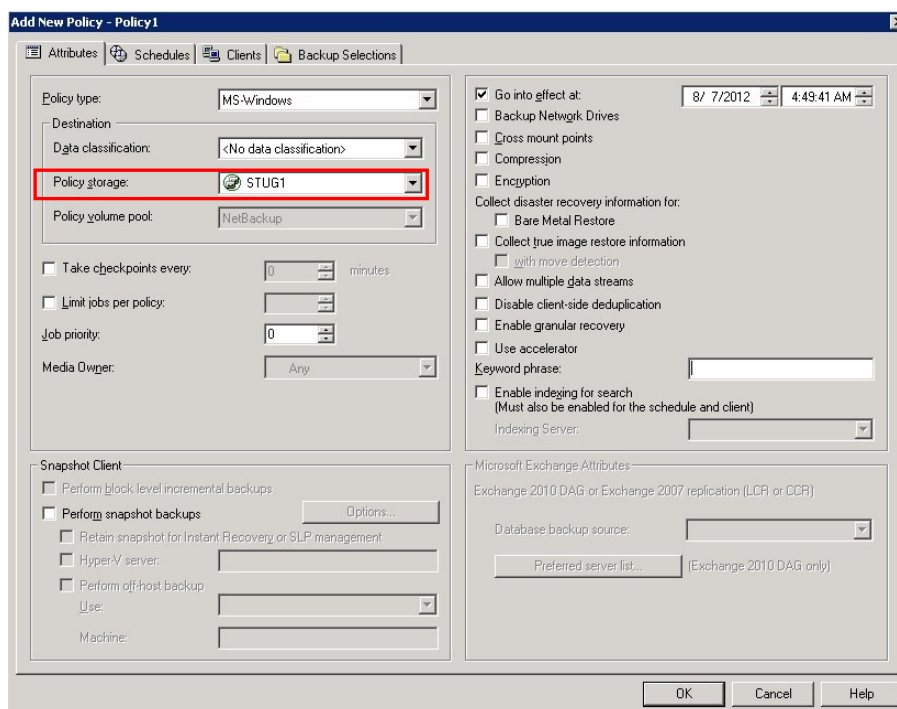 Add New Policy - Policy1
Attributes Schedules Clients Backup Selections
Policy type: MS-Windows
Destination
Data classification: <No data classification>
Policy storage: STUG1
Policy volume pool: NetBackup
Take checkpoints every: 0 minutes
Limit jobs per policy:
Job priority: 0
Media Owner: Any
Go into effect at: 8/ 7/2012 4:49:41 AM
Backup Network Drives
Cross mount points
Compression
Encryption
Collect disaster recovery information for:
Bare Metal Restore
Collect true image restore information
with move detection
Allow multiple data streams
Disable client-side deduplication
Enable granular recovery
Use accelerator
Keyword phrase:
Enable indexing for search
(Must also be enabled for the schedule and client)
Indexing Server:
Snapshot Client
Perform block level incremental backups
Perform snapshot backups Options...
Retain snapshot for Instant Recovery or SLP management
Hyper-V server:
Perform off-host backup
Use:
Machine:
Microsoft Exchange Attributes
Exchange 2010 DAG or Exchange 2007 replication (LCR or CCR)
Database backup source:
Preferred server list... (Exchange 2010 DAG only)
OK Cancel Help